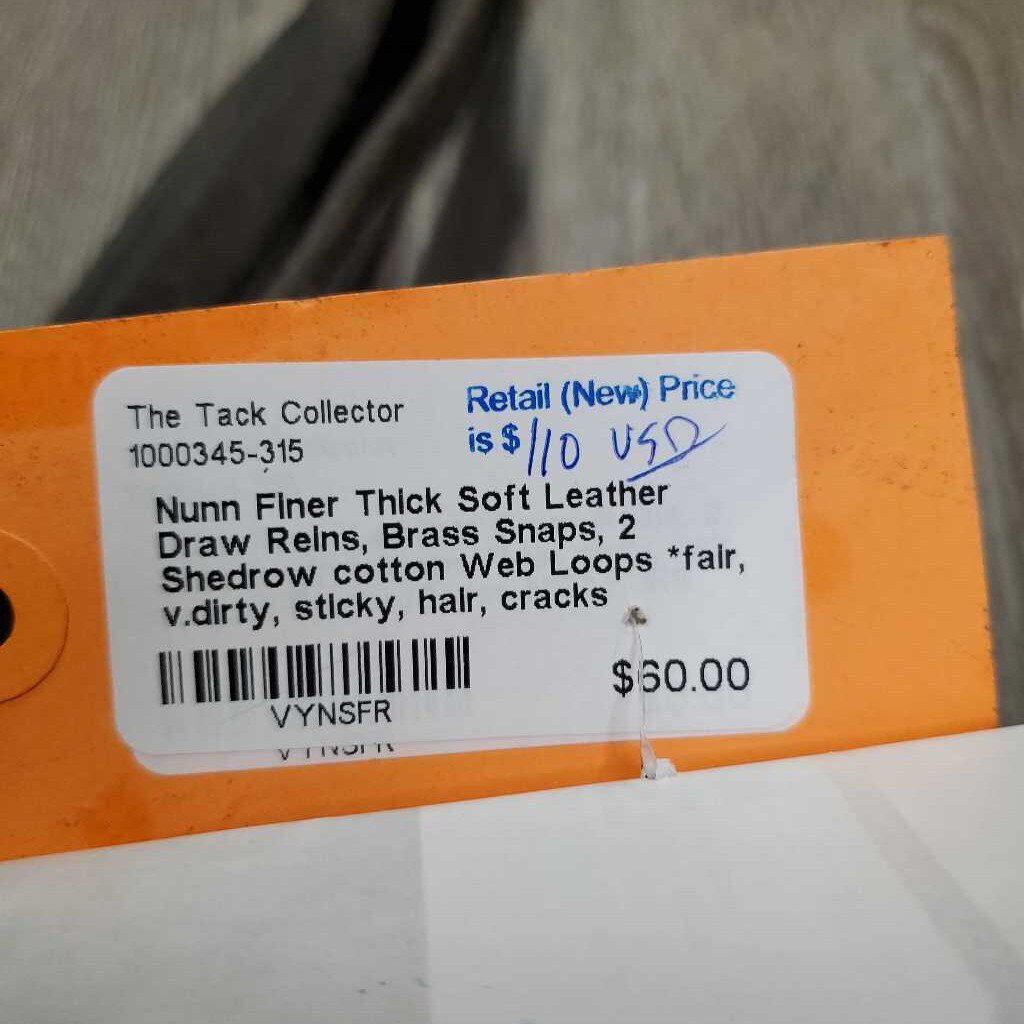 The Tack Collector
1000345-315
Retail (New) Price
is $ 110 USD
Nunn Finer Thick Soft Leather
Draw Reins, Brass Snaps, 2
Shedrow cotton Web Loops *fair,
v.dirty, sticky, hair, cracks
$60.00
VYNSFR
VYNSFR